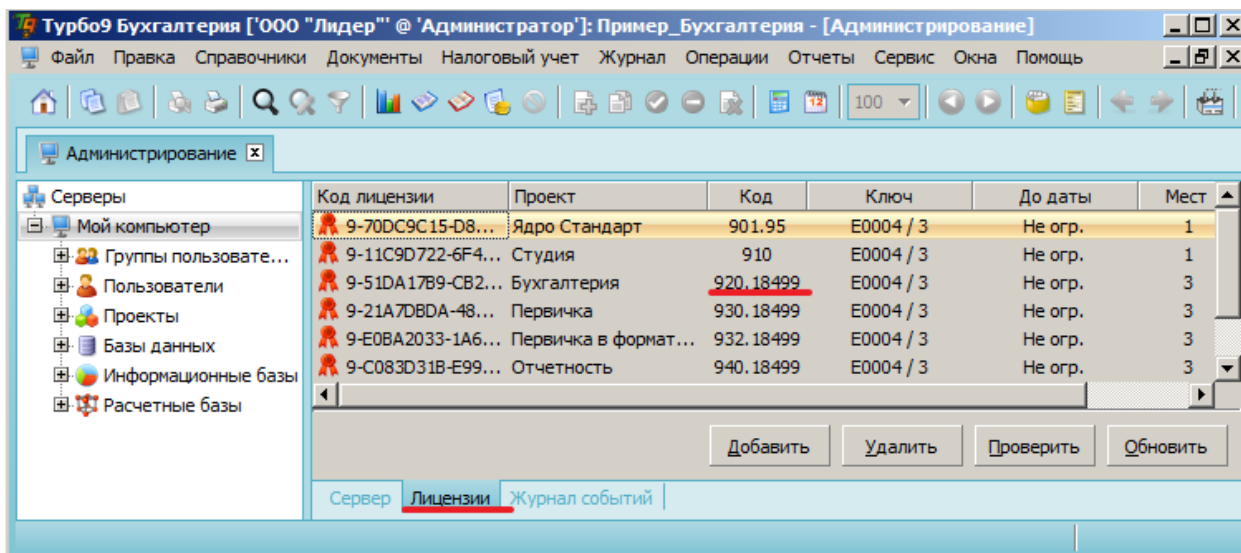 Турбо9 Бухгалтерия ['ООО "Лидер"' @ 'Администратор']: Пример_Бухгалтерия - [Администрирование]
Файл Правка Справочники Документы Налоговый учет Журнал Операции Отчеты Сервис Окна Помощь
12 100
Администрирование
Серверы
Мой компьютер
Группы пользовате...
Пользователи
Проекты
Базы данных
Информационные базы
Расчетные базы
Код лицензии Проект Код Ключ До даты Мест
9-70DC9C15-D8... Ядро Стандарт 901.95 E0004 / 3 Не огр. 1
9-11C9D722-6F4... Студия 910 E0004 / 3 Не огр. 1
9-51DA17B9-CB2... Бухгалтерия 920.18499 E0004 / 3 Не огр. 3
9-21A7DBDA-48... Первичка 930.18499 E0004 / 3 Не огр. 3
9-E0BA2033-1A6... Первичка в формат... 932.18499 E0004 / 3 Не огр. 3
9-C083D31B-E99... Отчетность 940.18499 E0004 / 3 Не огр. 3
Добавить Удалить Проверить Обновить
Сервер Лицензии Журнал событий